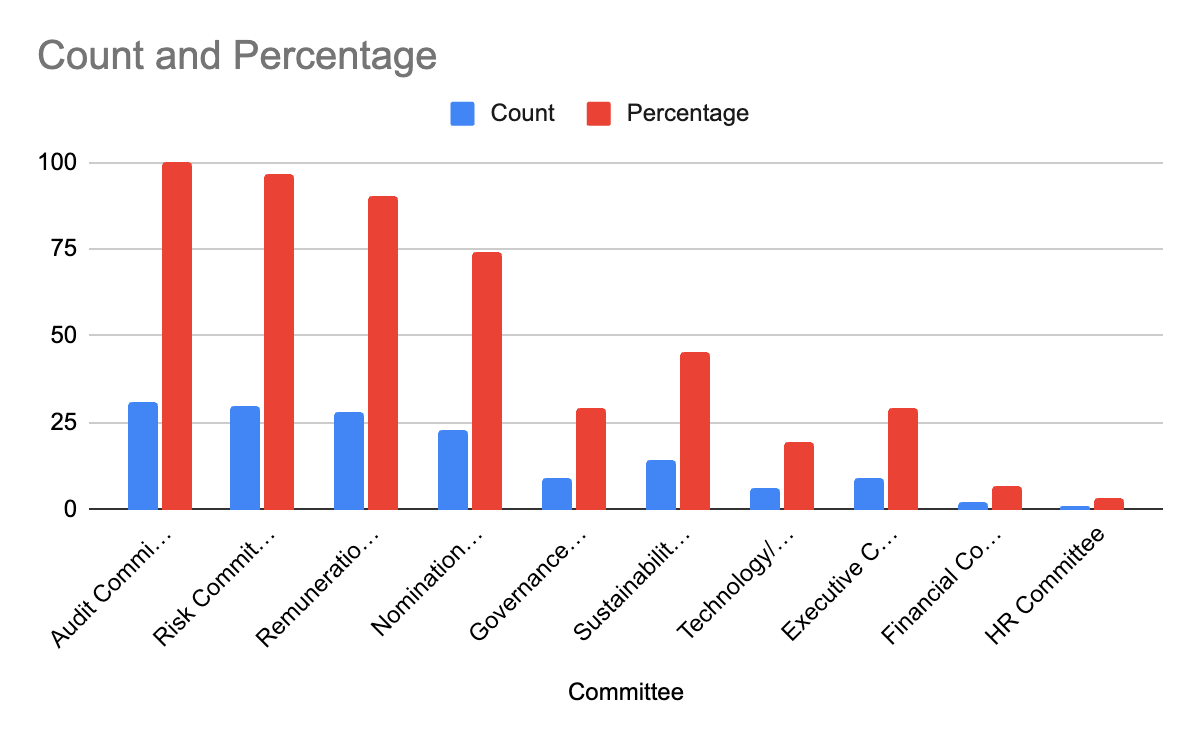 Count and Percentage
Count
Percentage
100
75
50
25
0
Audit Commi...
Risk Commit...
Remuneratio...
Nomination...
Governance...
Sustainabilit...
Technology/...
Executive C...
Financial Co...
HR Committee
Committee